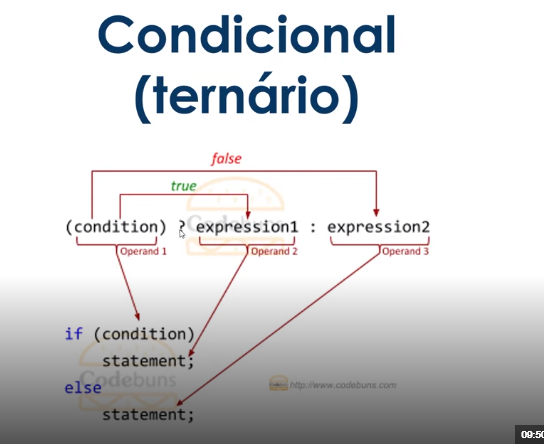 Condicional
(ternário)
false
true
(condition) ? expression1 : expression2
Operand 1 Operand 2 Operand 3
if (condition)
statement;
Codebuns
else
http://www.codebuns.com
statement;
09:50